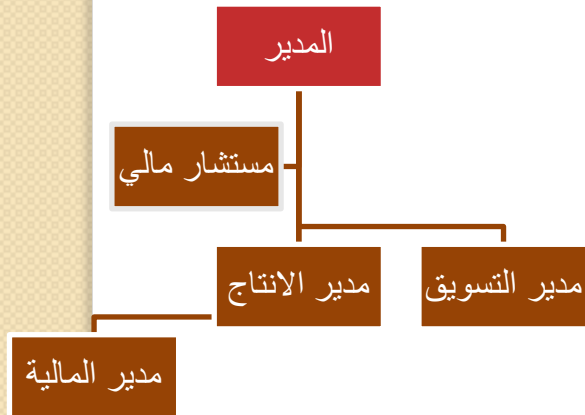 المدير
مستشار مالي
مدير التسويق
مدير الانتاج
مدير المالية